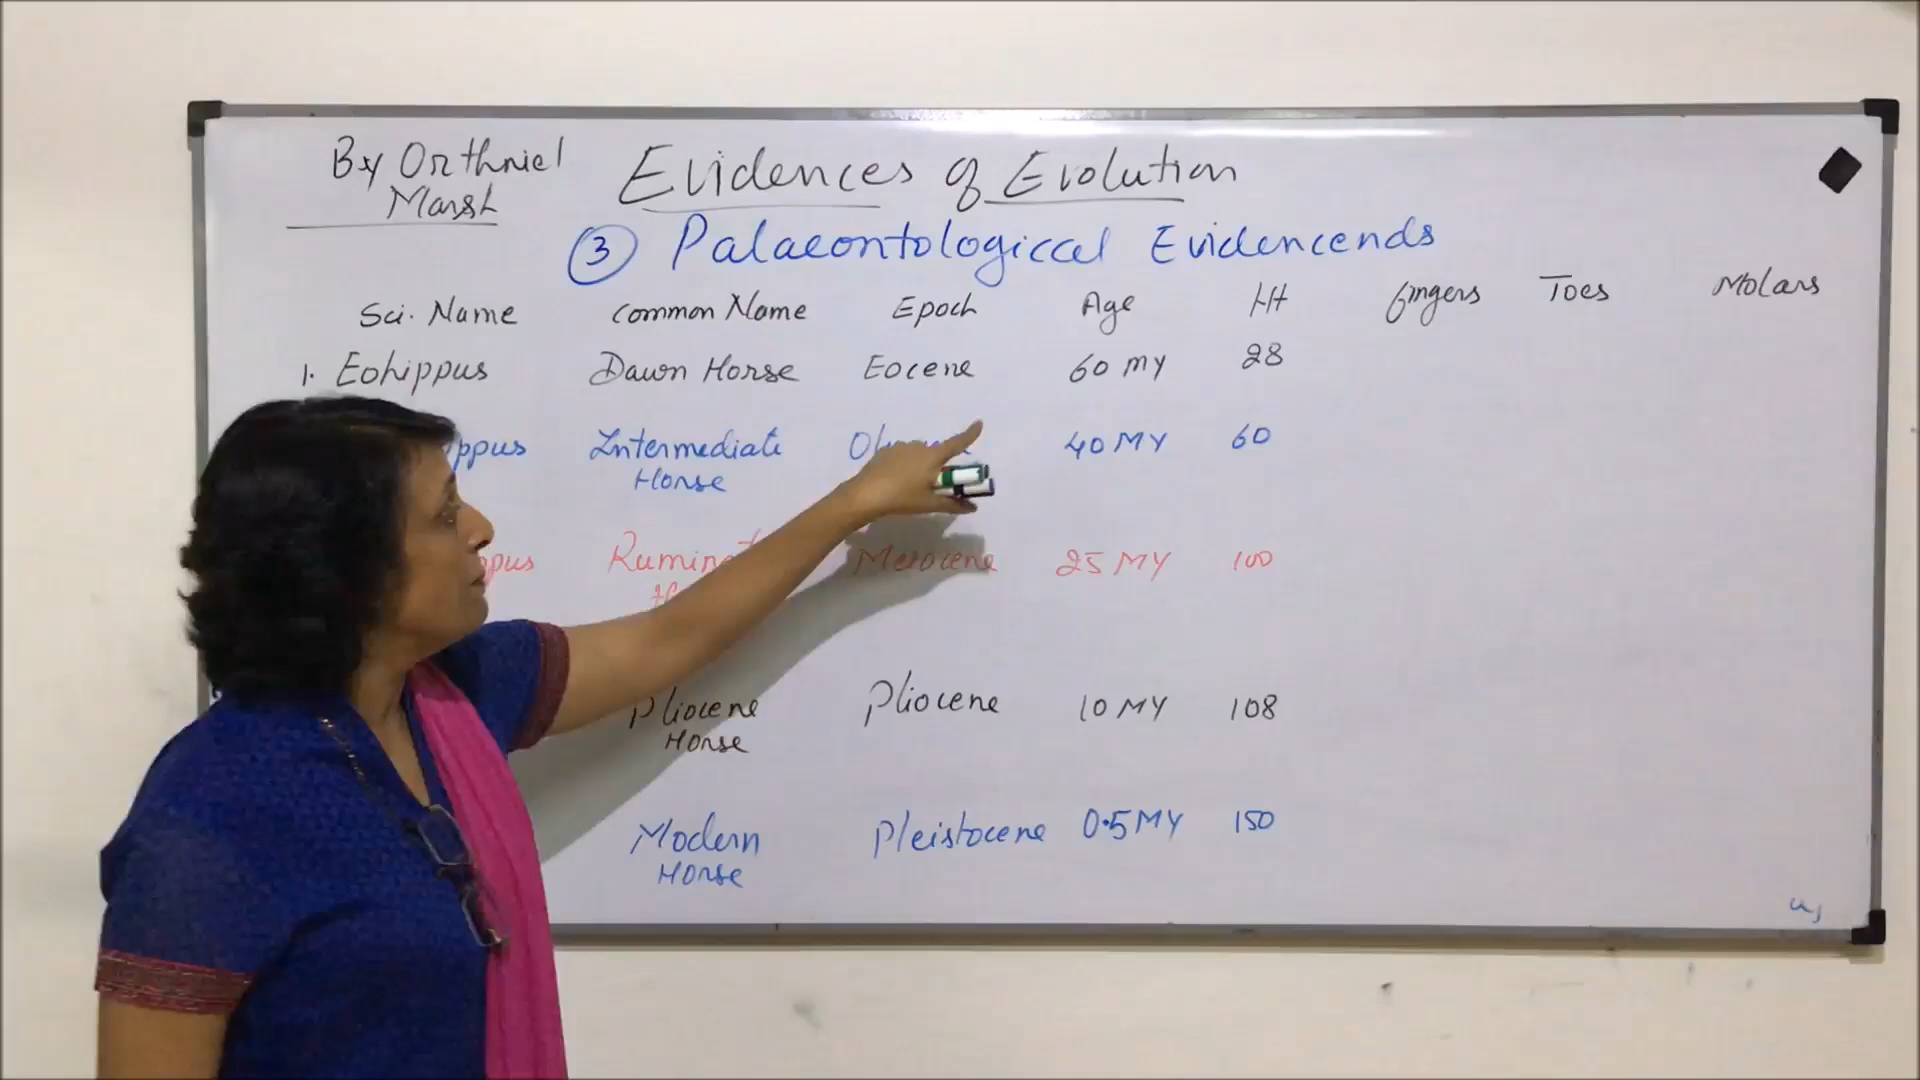 By Orthniel
Marsh
Evidences of Evolution
3 Palaeontological Evidencends
Sci. Name Common Name Epoch Age Ht fingers Toes Molars
1. Eohippus Dawn Horse Eocene 60 MY 28
ppus Intermediate 40 MY 60
Horse
ppus 25 MY 100
Pliocene Pliocene 10 MY 108
Horse
Modern Pleistocene 0.5 MY 150
Horse